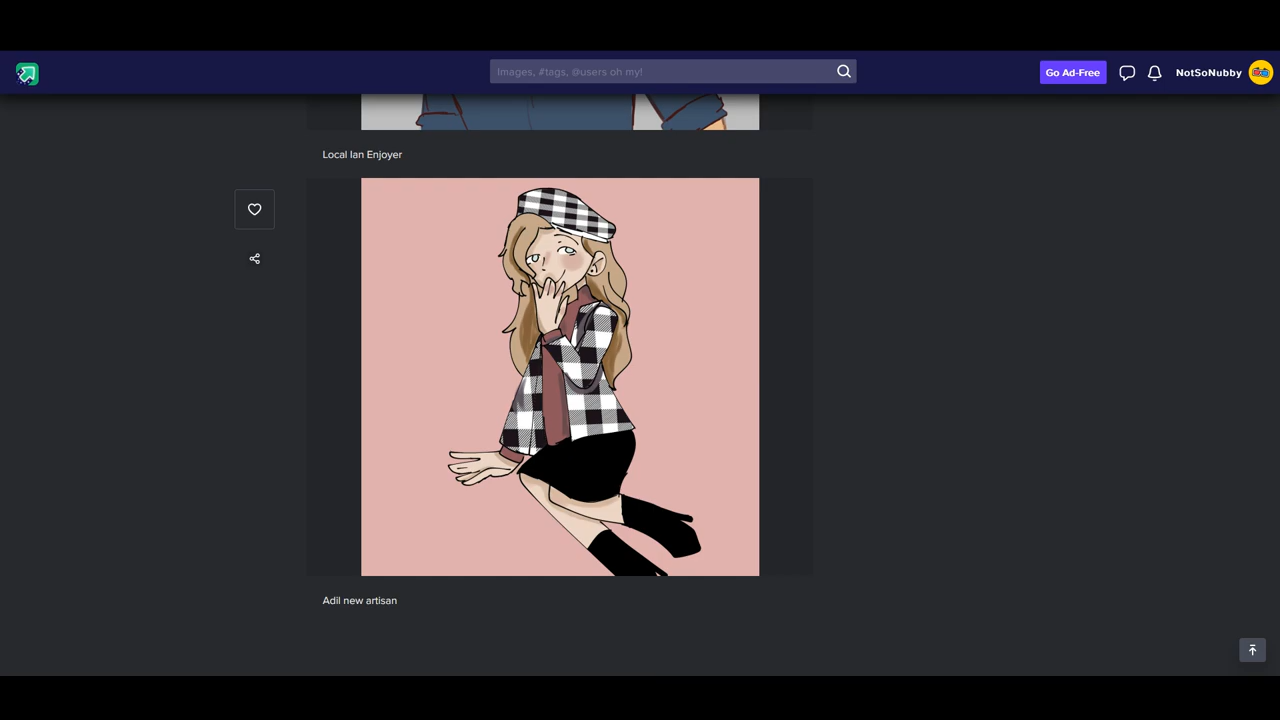 Images, #tags, @users oh my!
Go Ad-Free
NotSoNubby
Local Ian Enjoyer
Adil new artisan